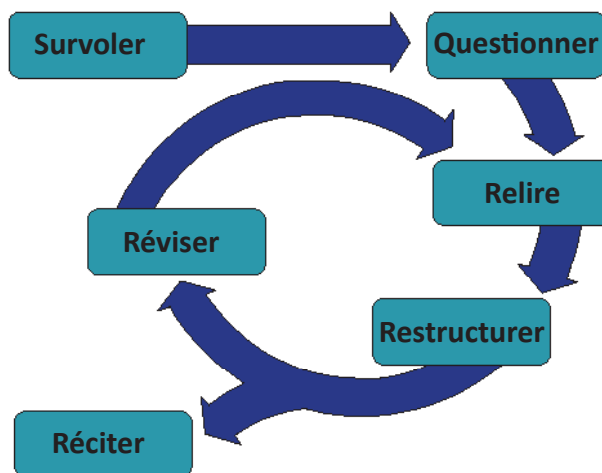 Survoler
Questionner
Relire
Réviser
Restructurer
Réciter